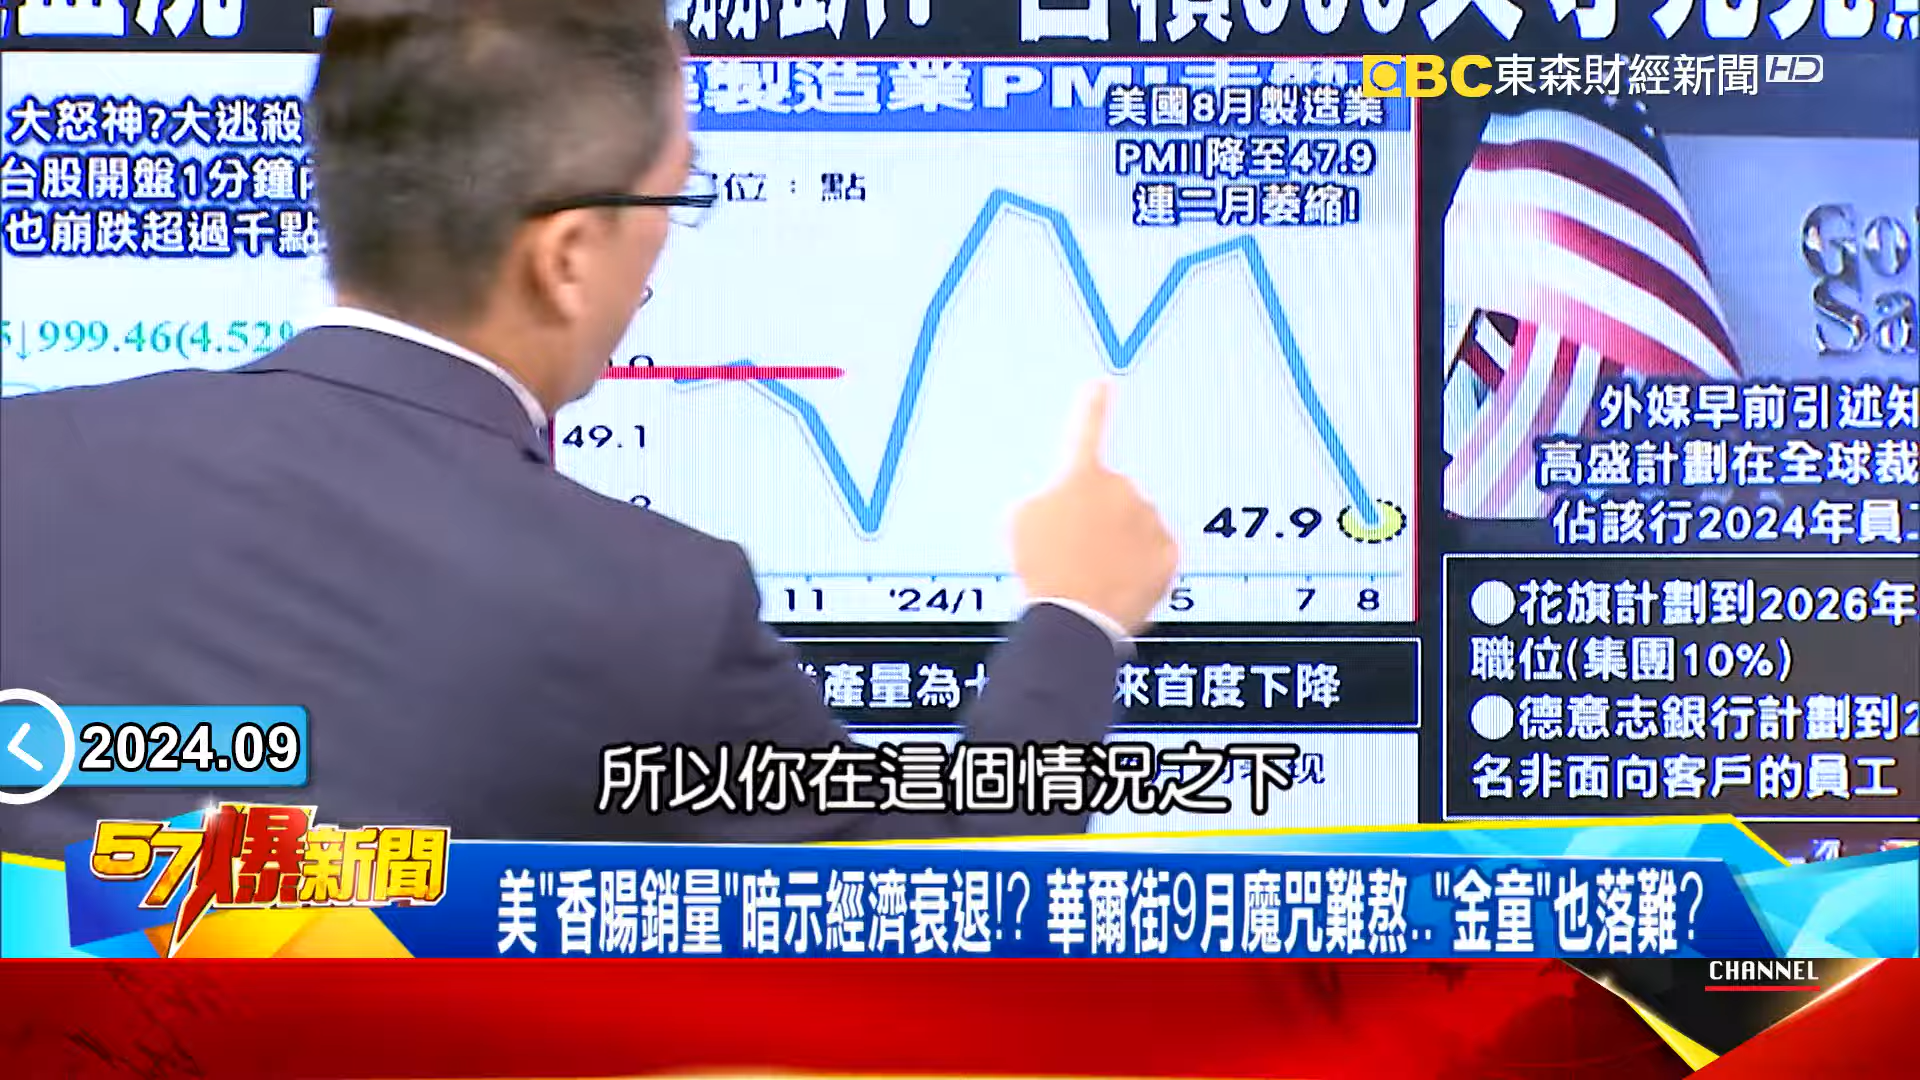 EBC東森財經新聞HD
大怒神?大逃殺
台股開盤1分鐘
也崩跌超過千點
↓999.46(4.52%
製造業PMI
美國8月製造業
PMII降至47.9
連二月萎縮!
位：點
49.1
47.9
11 '24/1 5 7 8
產量為
來首度下降
Go
Sa
外媒早前引述知
高盛計劃在全球裁
佔該行2024年員工
●花旗計劃到2026年
職位(集團10%)
●德意志銀行計劃到2
名非面向客戶的員工
2024.09
所以你在這個情況之下
57爆新聞
美"香腸銷量"暗示經濟衰退!? 華爾街9月魔咒難熬.."金童"也落難?
CHANNEL